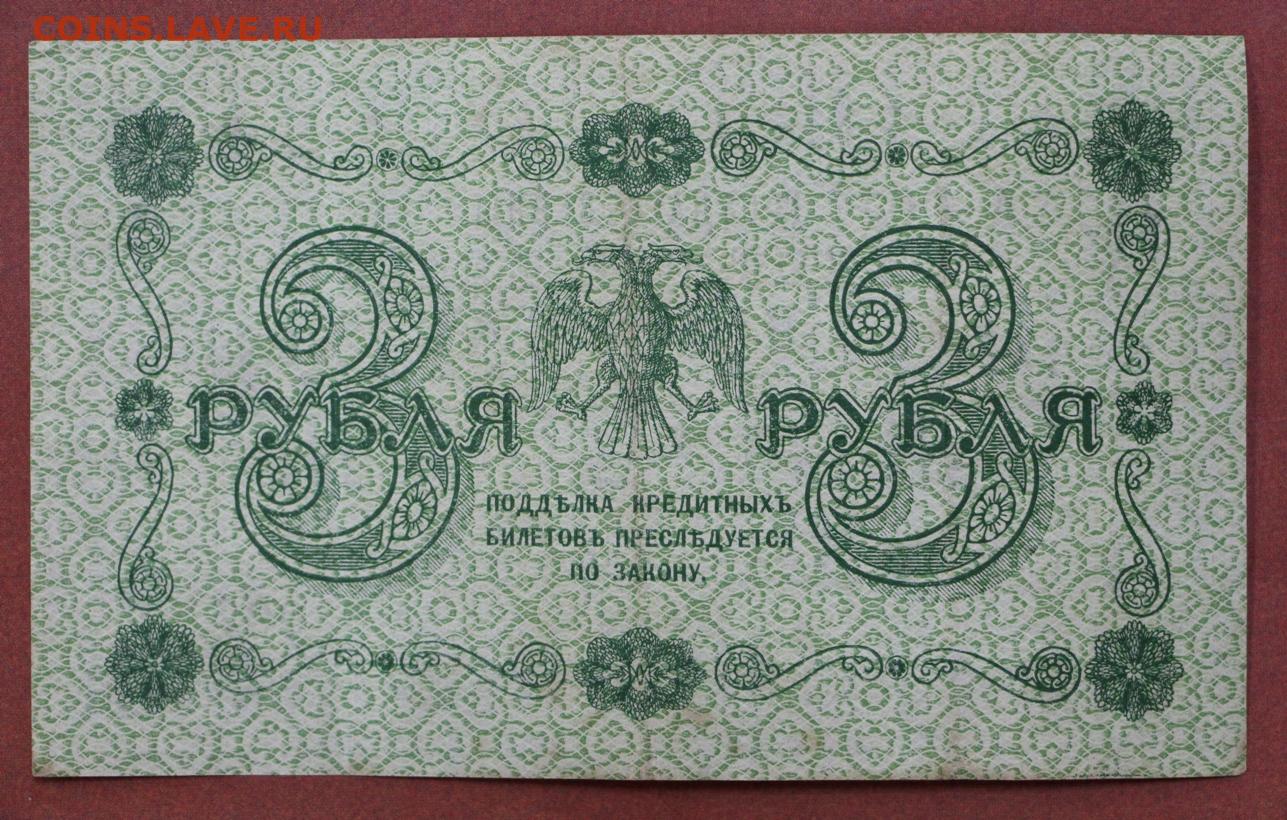 COINS.LAVE.RU
3 3
РУБЛЯ РУБЛЯ
ПОДДѢЛКА КРЕДИТНЫХЪ
БИЛЕТОВЪ ПРЕСЛѢДУЕТСЯ
ПО ЗАКОНУ.